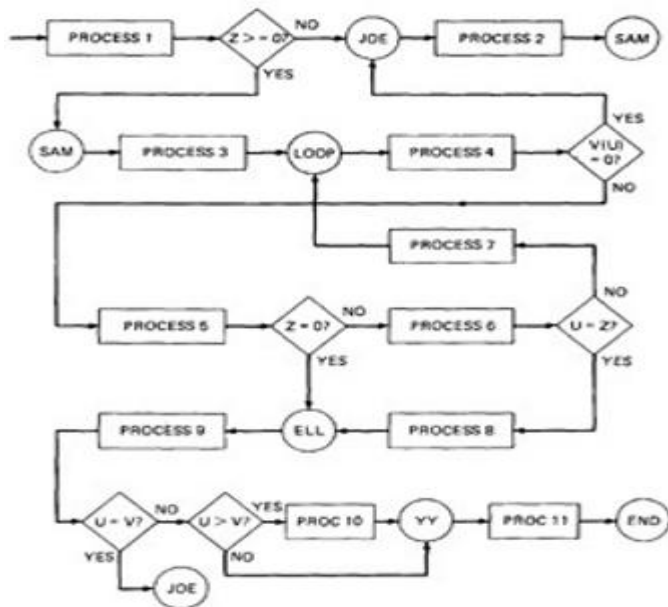 PROCESS 1
Z > = 0?
NO
JOE
PROCESS 2
SAM
YES
SAM
PROCESS 3
LOOP
PROCESS 4
YES
V(U) = 0?
NO
PROCESS 7
NO
PROCESS 5
Z = 0?
NO
PROCESS 6
U = Z?
YES
YES
PROCESS 9
ELL
PROCESS 8
U = V?
NO
U > V?
YES
PROC 10
YY
PROC 11
END
YES
NO
JOE